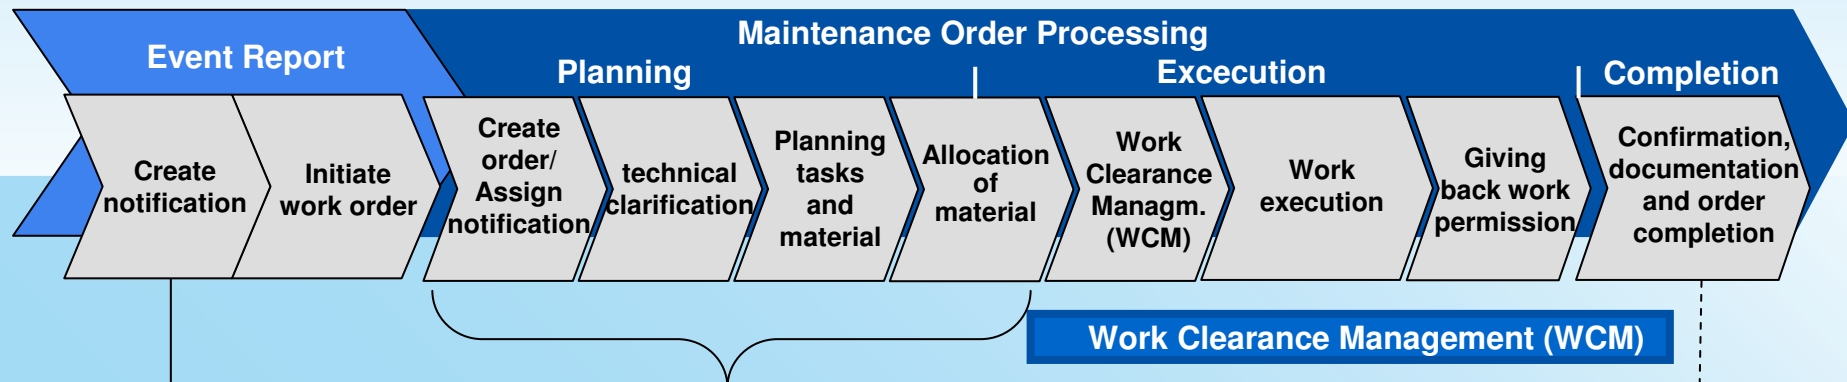 Event Report
Maintenance Order Processing
Planning
Excecution
Completion
Create
notification
Initiate
work order
Create
order/
Assign
notification
technical
clarification
Planning
tasks
and
material
Allocation
of
material
Work
Clearance
Managm.
(WCM)
Work
execution
Giving
back work
permission
Confirmation,
documentation
and order
completion
Work Clearance Management (WCM)